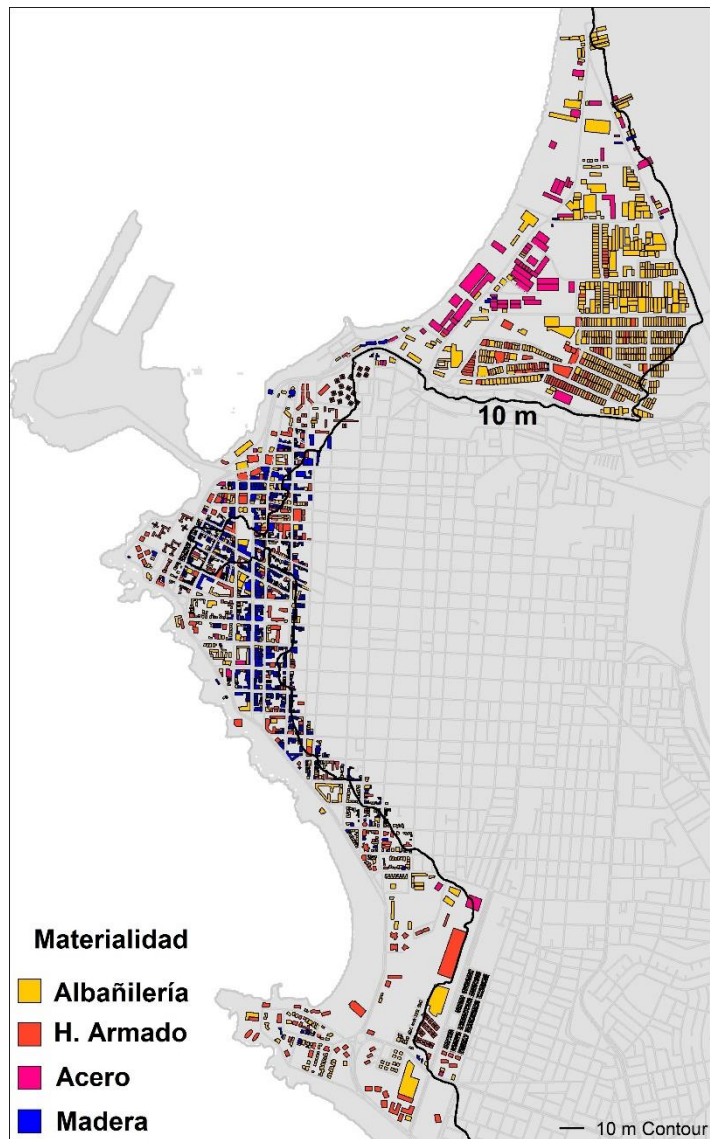 10 m
Materialidad
Albañilería
H. Armado
Acero
Madera
10 m Contour